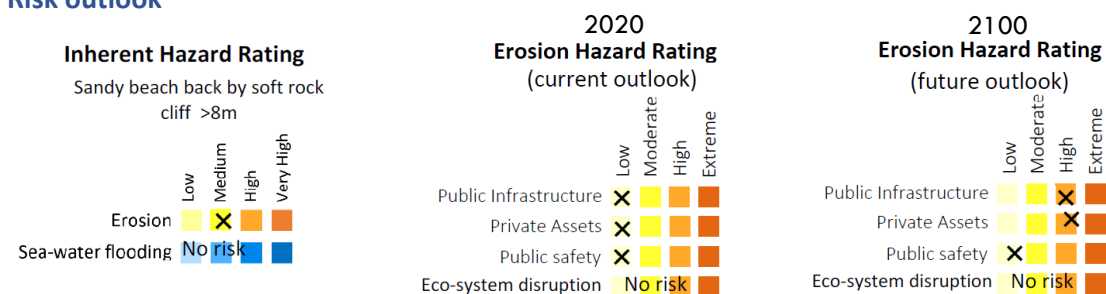 Risk outlook
Inherent Hazard Rating
Sandy beach back by soft rock
cliff >8m
Low
Medium
High
Very High
Erosion
Sea-water flooding
No risk
2020
Erosion Hazard Rating
(current outlook)
Low
Moderate
High
Extreme
Public Infrastructure
Private Assets
Public safety
Eco-system disruption
No risk
2100
Erosion Hazard Rating
(future outlook)
Low
Moderate
High
Extreme
Public Infrastructure
Private Assets
Public safety
Eco-system disruption
No risk